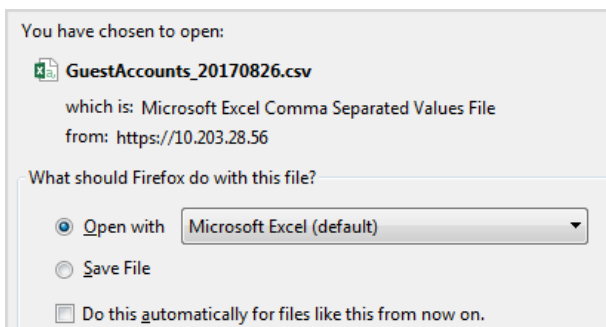 You have chosen to open:
GuestAccounts_20170826.csv
which is: Microsoft Excel Comma Separated Values File
from: https://10.203.28.56
What should Firefox do with this file?
Open with Microsoft Excel (default)
Save File
Do this automatically for files like this from now on.